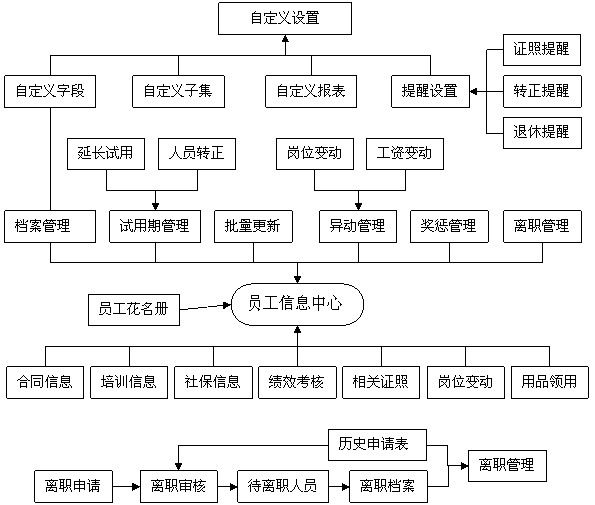 自定义设置
证照提醒
自定义字段
自定义子集
自定义报表
提醒设置
转正提醒
退休提醒
延长试用
人员转正
岗位变动
工资变动
档案管理
试用期管理
批量更新
异动管理
奖惩管理
离职管理
员工花名册
员工信息中心
合同信息
培训信息
社保信息
绩效考核
相关证照
岗位变动
用品领用
历史申请表
离职管理
离职申请
离职审核
待离职人员
离职档案